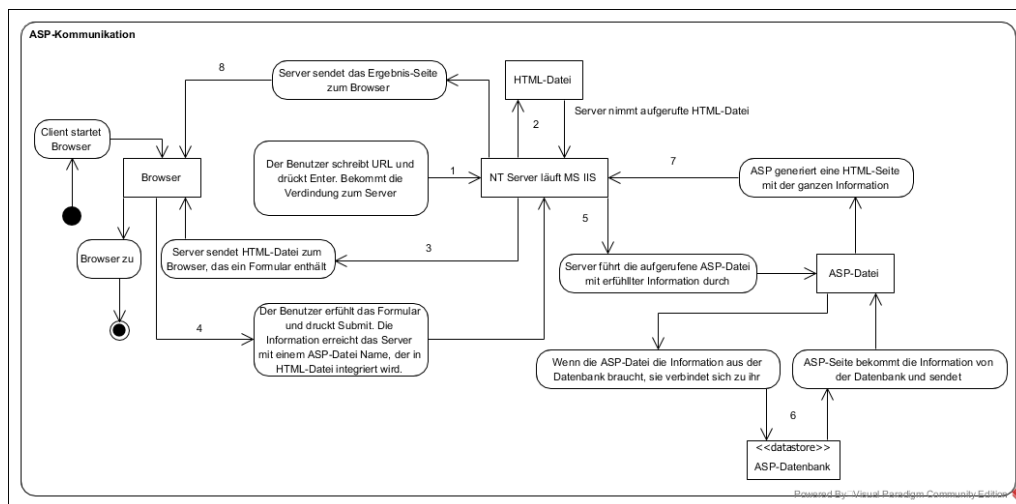 ASP-Kommunikation
8
Server sendet das Ergebnis-Seite
zum Browser
HTML-Datei
2
Server nimmt aufgerufte HTML-Datei
Client startet
Browser
Browser
Der Benutzer schreibt URL und
drückt Enter. Bekommt die
Verdindung zum Server
1
NT Server läuft MS IIS
7
ASP generiert eine HTML-Seite
mit der ganzen Information
5
Browser zu
Server sendet HTML-Datei zum
Browser, das ein Formular enthält
3
Server führt die aufgerufene ASP-Datei
mit erfühllter Information durch
ASP-Datei
4
Der Benutzer erfühlt das Formular
und druckt Submit. Die
Information erreicht das Server
mit einem ASP-Datei Name, der in
HTML-Datei integriert wird.
Wenn die ASP-Datei die Information aus der
Datenbank braucht, sie verbindet sich zu ihr
ASP-Seite bekommt die Information von
der Datenbank und sendet
6
<<datastore>>
ASP-Datenbank
Powered By Visual Paradigm Community Edition